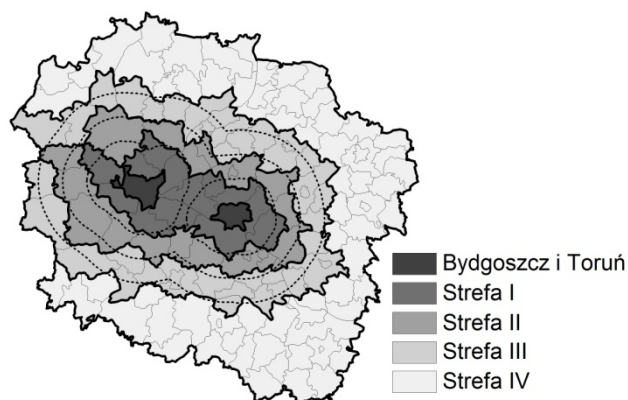 Bydgoszcz i Toruń
Strefa I
Strefa II
Strefa III
Strefa IV